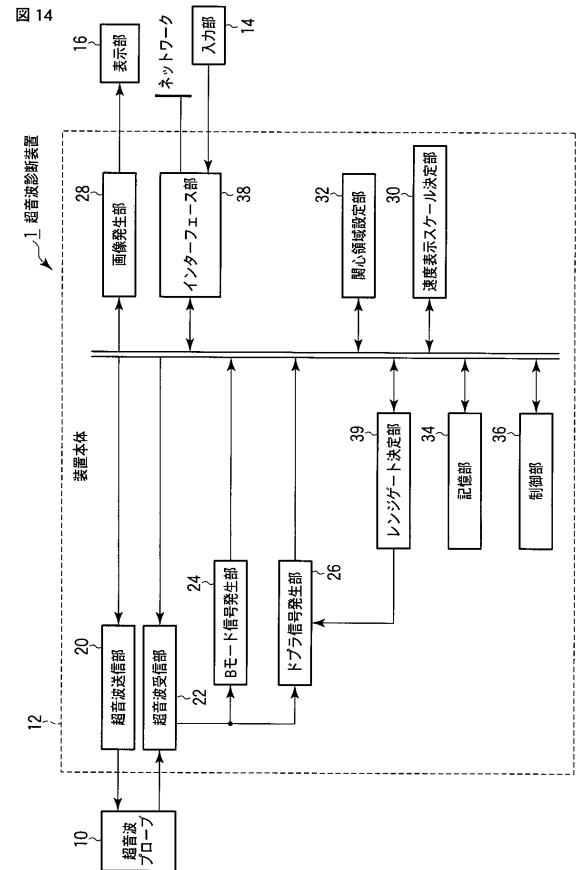 図 14
1 超音波診断装置
12
装置本体
10
超音波
プローブ
20
超音波送信部
超音波受信部
22
24
Bモード信号発生部
26
ドプラ信号発生部
39
レンジゲート決定部
34
記憶部
36
制御部
28
画像発生部
16
表示部
ネットワーク
インターフェース部
38
入力部
14
32
関心領域設定部
30
速度表示スケール決定部